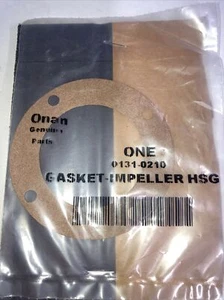 Onan
Genuine
Parts
ONE
0131-0210
GASKET-IMPELLER HSG